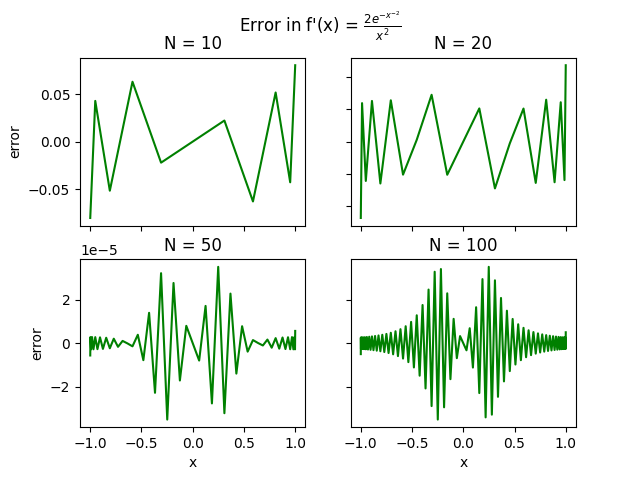 Error in f'(x) = \frac{2e^{-x^{-2}}}{x^2}
N = 10
N = 20
error
0.05
0.00
−0.05
N = 50
N = 100
1e−5
error
2
0
−2
−1.0 −0.5 0.0 0.5 1.0
−1.0 −0.5 0.0 0.5 1.0
x
x